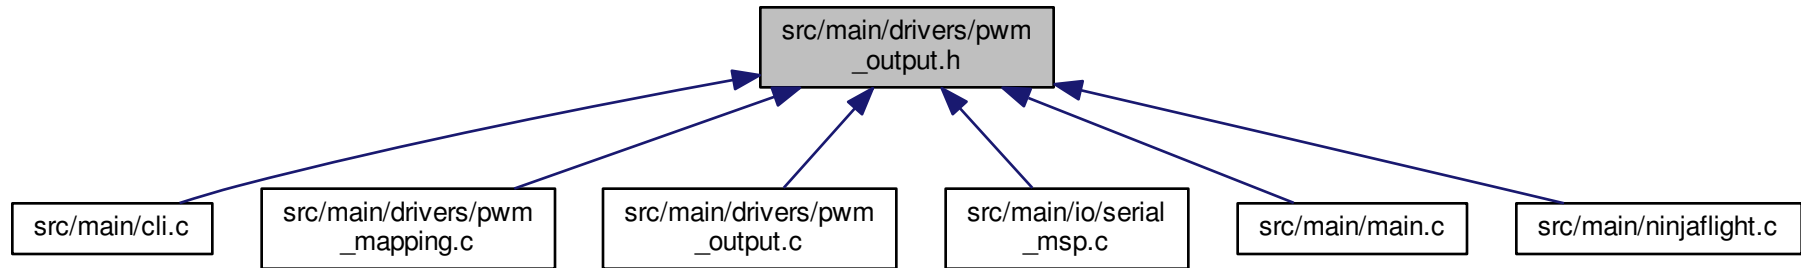 src/main/drivers/pwm
_output.h
src/main/cli.c
src/main/drivers/pwm
_mapping.c
src/main/drivers/pwm
_output.c
src/main/io/serial
_msp.c
src/main/main.c
src/main/ninjaflight.c